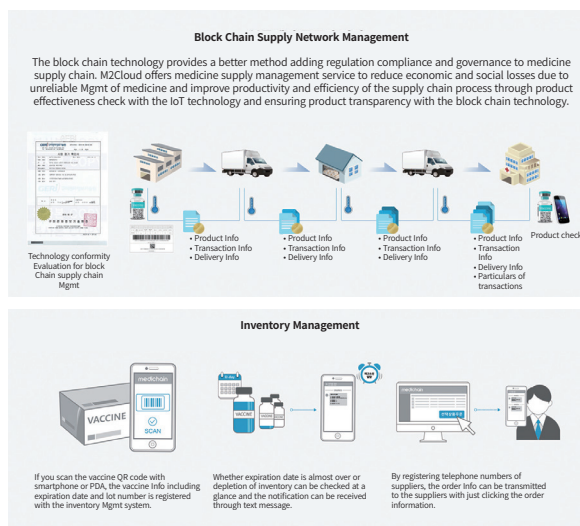 Block Chain Supply Network Management
The block chain technology provides a better method adding regulation compliance and governance to medicine
supply chain. M2Cloud offers medicine supply management service to reduce economic and social losses due to
unreliable Mgmt of medicine and improve productivity and efficiency of the supply chain process through product
effectiveness check with the IoT technology and ensuring product transparency with the block chain technology.
Technology conformity
Evaluation for block
Chain supply chain
Mgmt
• Product Info
• Transaction Info
• Delivery Info
• Product Info
• Transaction Info
• Delivery Info
• Product Info
• Transaction Info
• Delivery Info
• Product Info
• Transaction
Info
• Delivery Info
• Particulars of
transactions
Product check
Inventory Management
VACCINE
medichain
SCAN
VACCINE
medichain
If you scan the vaccine QR code with
smartphone or PDA, the vaccine Info including
expiration date and lot number is registered
with the inventory Mgmt system.
Whether expiration date is almost over or
depletion of inventory can be checked at a
glance and the notification can be received
through text message.
By registering telephone numbers of
suppliers, the order Info can be transmitted
to the suppliers with just clicking the order
information.